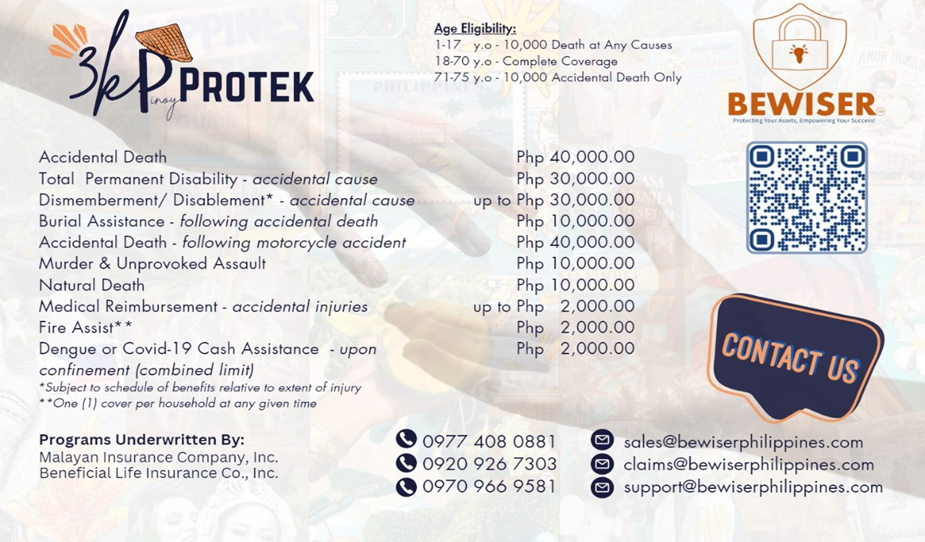 3kP Pinoy PROTEK
Age Eligibility:
1-17 y.o - 10,000 Death at Any Causes
18-70 y.o - Complete Coverage
71-75 y.o - 10,000 Accidental Death Only
BEWISER
Protecting Your Assets, Empowering Your Success!
Accidental Death Php 40,000.00
Total Permanent Disability - accidental cause Php 30,000.00
Dismemberment/ Disablement* - accidental cause up to Php 30,000.00
Burial Assistance - following accidental death Php 10,000.00
Accidental Death - following motorcycle accident Php 40,000.00
Murder & Unprovoked Assault Php 10,000.00
Natural Death Php 10,000.00
Medical Reimbursement - accidental injuries up to Php 2,000.00
Fire Assist** Php 2,000.00
Dengue or Covid-19 Cash Assistance - upon Php 2,000.00
confinement (combined limit)
*Subject to schedule of benefits relative to extent of injury
**One (1) cover per household at any given time
CONTACT US
Programs Underwritten By:
Malayan Insurance Company, Inc.
Beneficial Life Insurance Co., Inc.
0977 408 0881
0920 926 7303
0970 966 9581
sales@bewiserphilippines.com
claims@bewiserphilippines.com
support@bewiserphilippines.com
PHILIPPINES